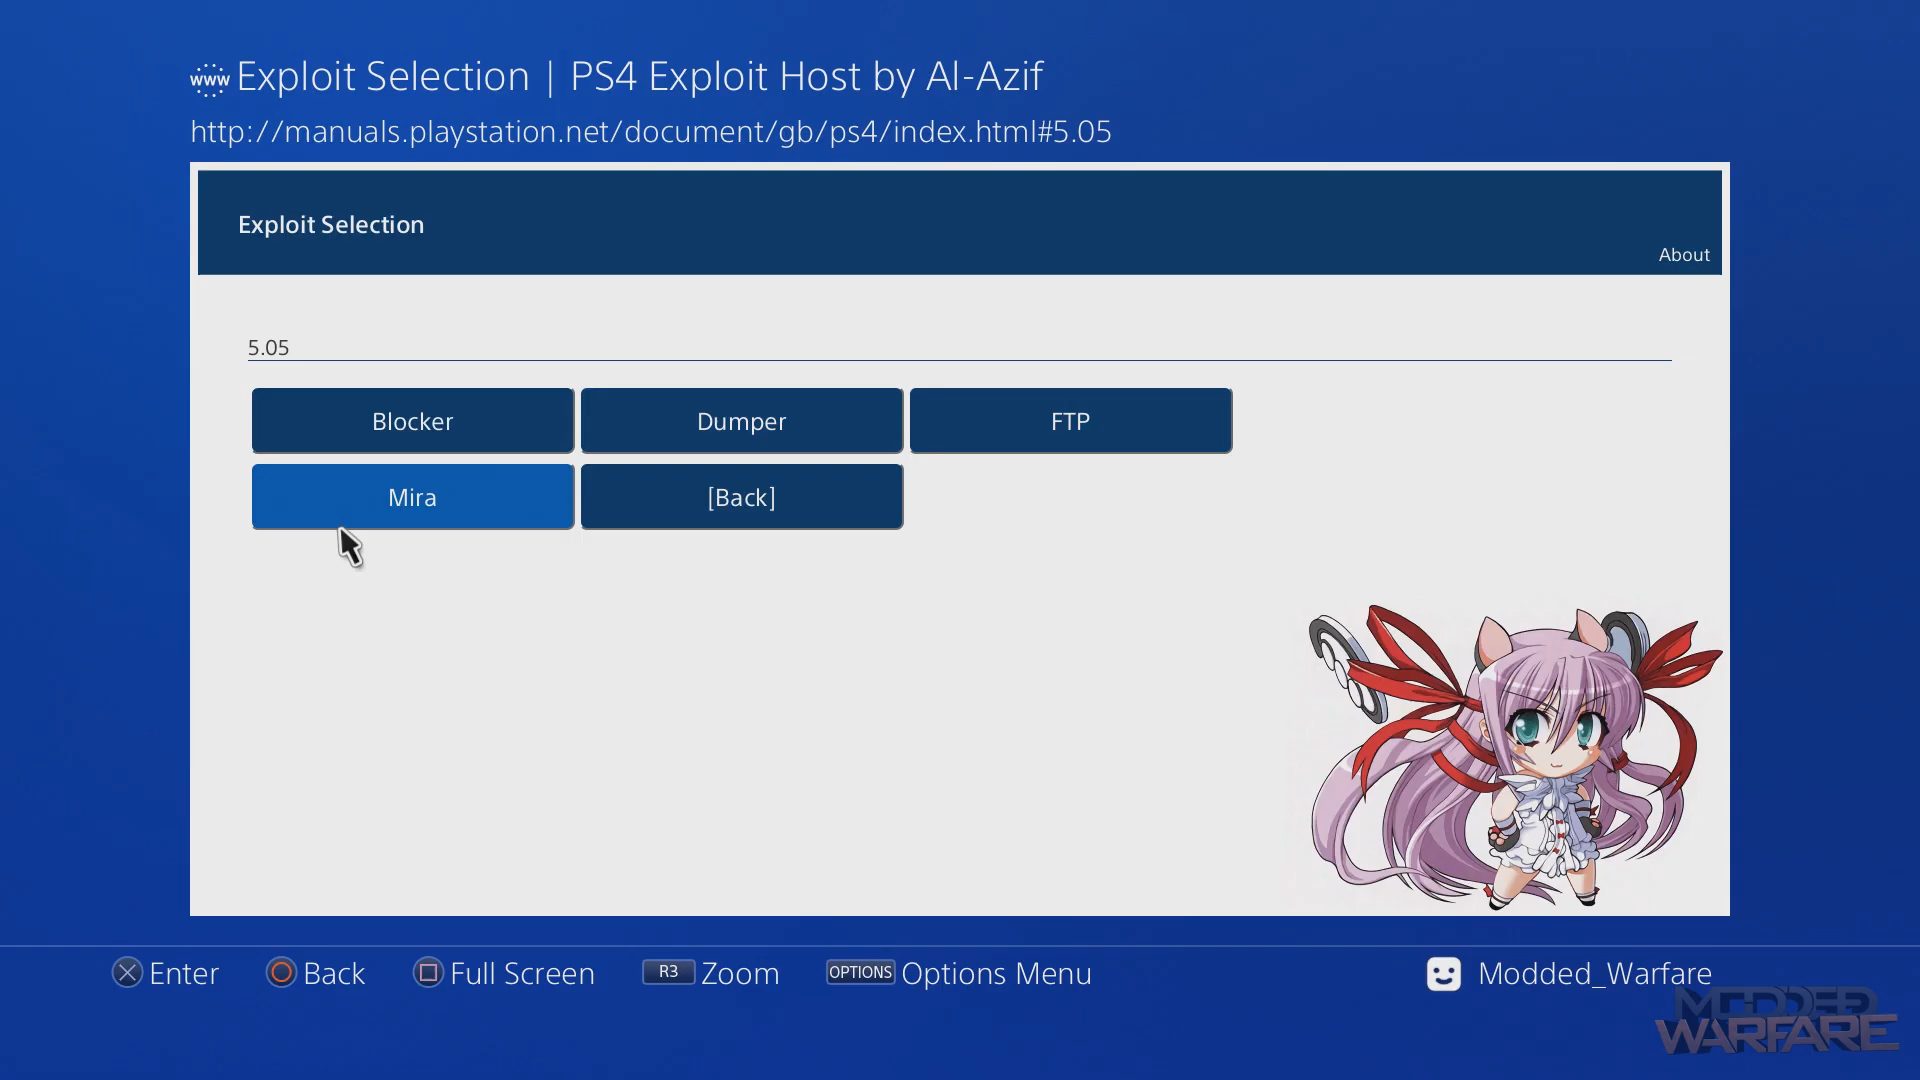 www Exploit Selection | PS4 Exploit Host by Al-Azif
http://manuals.playstation.net/document/gb/ps4/index.html#5.05
Exploit Selection
About
5.05
Blocker Dumper FTP
Mira [Back]
Enter Back Full Screen R3 Zoom OPTIONS Options Menu Modded_Warfare
MODDED
WARFARE